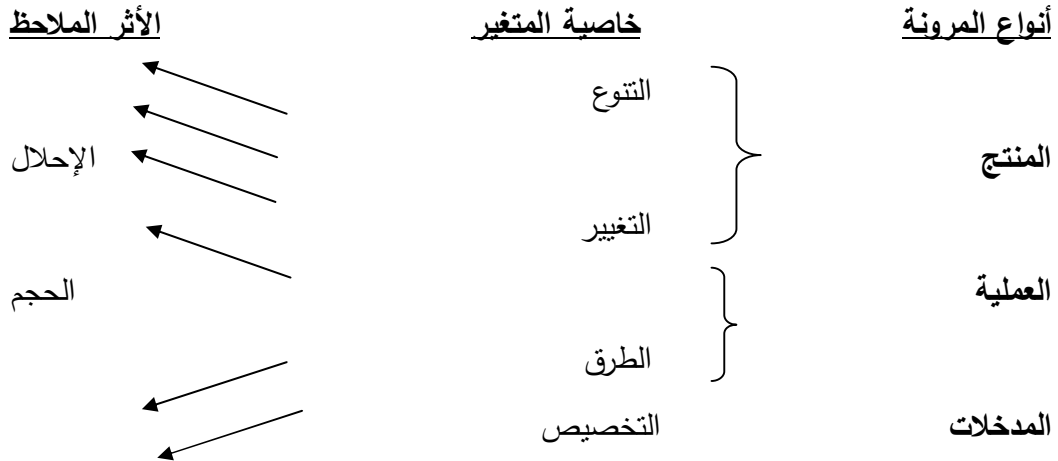 أنواع المرونة خاصية المتغير الأثر الملاحظ
التنوع
المنتج الإحلال
التغيير
العملية الحجم
الطرق
المدخلات التخصيص